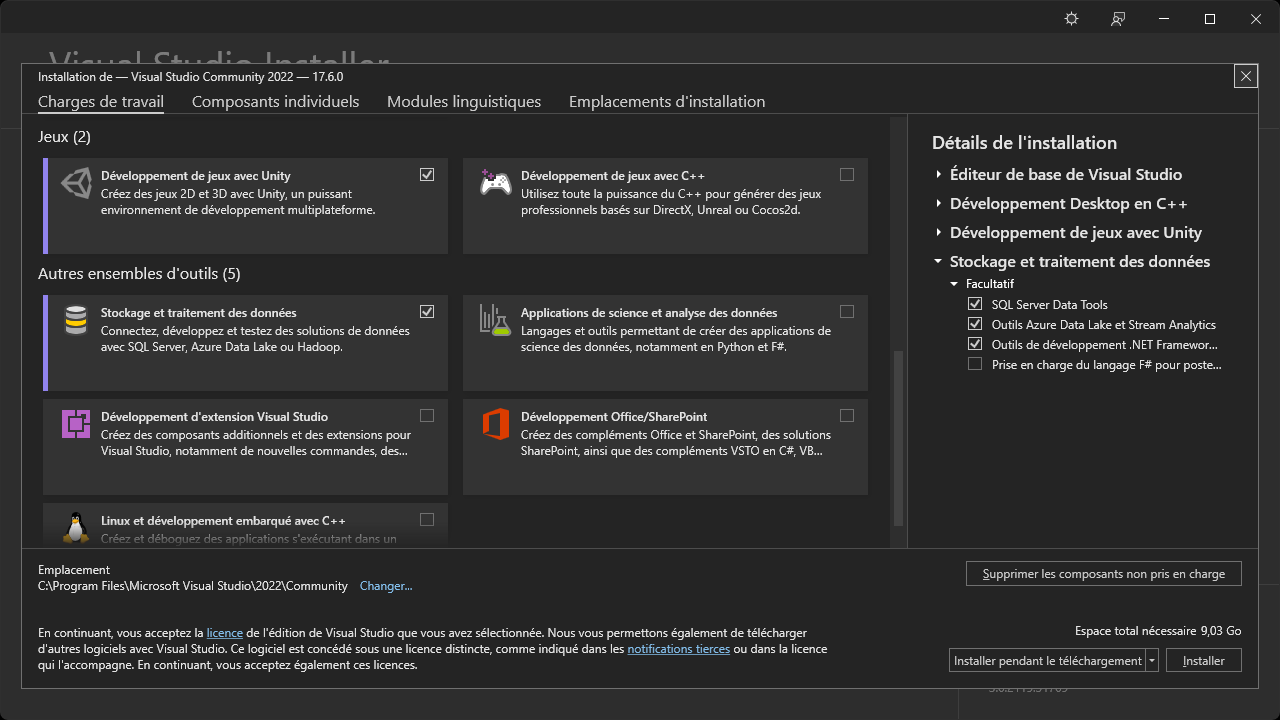 Visual Studio Installer
Installation de — Visual Studio Community 2022 — 17.6.0
Charges de travail
Composants individuels
Modules linguistiques
Emplacements d'installation
Jeux (2)
Développement de jeux avec Unity
Créez des jeux 2D et 3D avec Unity, un puissant
environnement de développement multiplateforme.
Développement de jeux avec C++
Utilisez toute la puissance du C++ pour générer des jeux
professionnels basés sur DirectX, Unreal ou Cocos2d.
Autres ensembles d'outils (5)
Stockage et traitement des données
Connectez, développez et testez des solutions de données
avec SQL Server, Azure Data Lake ou Hadoop.
Applications de science et analyse des données
Langages et outils permettant de créer des applications de
science des données, notamment en Python et F#.
Développement d'extension Visual Studio
Créez des composants additionnels et des extensions pour
Visual Studio, notamment de nouvelles commandes, des...
Développement Office/SharePoint
Créez des compléments Office et SharePoint, des solutions
SharePoint, ainsi que des compléments VSTO en C#, VB...
Linux et développement embarqué avec C++
Créez et déboguez des applications s'exécutant dans un
Détails de l'installation
Éditeur de base de Visual Studio
Développement Desktop en C++
Développement de jeux avec Unity
Stockage et traitement des données
Facultatif
SQL Server Data Tools
Outils Azure Data Lake et Stream Analytics
Outils de développement .NET Framewor...
Prise en charge du langage F# pour poste...
Emplacement
C:\Program Files\Microsoft Visual Studio\2022\Community
Changer...
Supprimer les composants non pris en charge
En continuant, vous acceptez la licence de l'édition de Visual Studio que vous avez sélectionnée. Nous vous permettons également de télécharger
d'autres logiciels avec Visual Studio. Ce logiciel est concédé sous une licence distincte, comme indiqué dans les notifications tierces ou dans la licence
qui l'accompagne. En continuant, vous acceptez également ces licences.
Espace total nécessaire 9,03 Go
Installer pendant le téléchargement
Installer